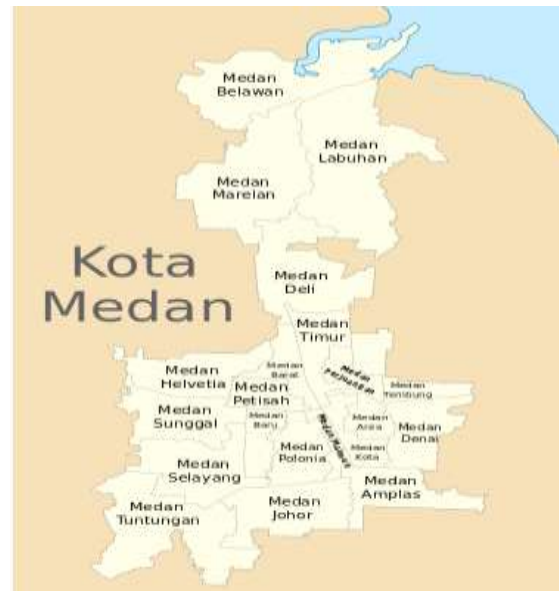 Medan
Belawan
Medan
Labuhan
Medan
Marelan
Kota
Medan
Medan
Deli
Medan
Timur
Medan
Helvetia
Medan
Barat
Medan
Perjuangan
Medan
Petisah
Medan
Tembung
Medan
Sunggal
Medan
Baru
Medan Maimun
Medan
Area
Medan
Denai
Medan
Polonia
Medan
Kota
Medan
Selayang
Medan
Amplas
Medan
Tuntungan
Medan
Johor